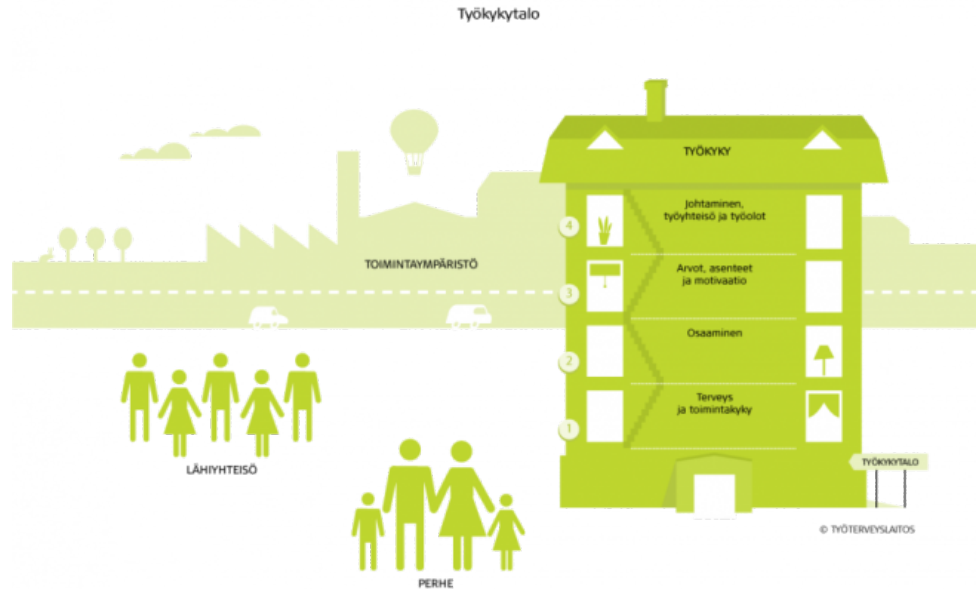 Työkykytalo
TYÖKYKY
4
Johtaminen,
työyhteisö ja työolot
TOIMINTAYMPÄRISTÖ
3
Arvot, asenteet
ja motivaatio
2
Osaaminen
1
Terveys
ja toimintakyky
LÄHIYHTEISÖ
TYÖKYKYTALO
© TYÖTERVEYSLAITOS
PERHE